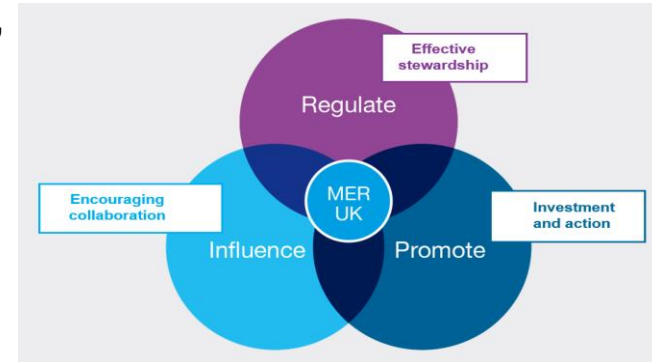 Effective
stewardship
Regulate
Encouraging
collaboration
MER
UK
Investment
and action
Influence
Promote